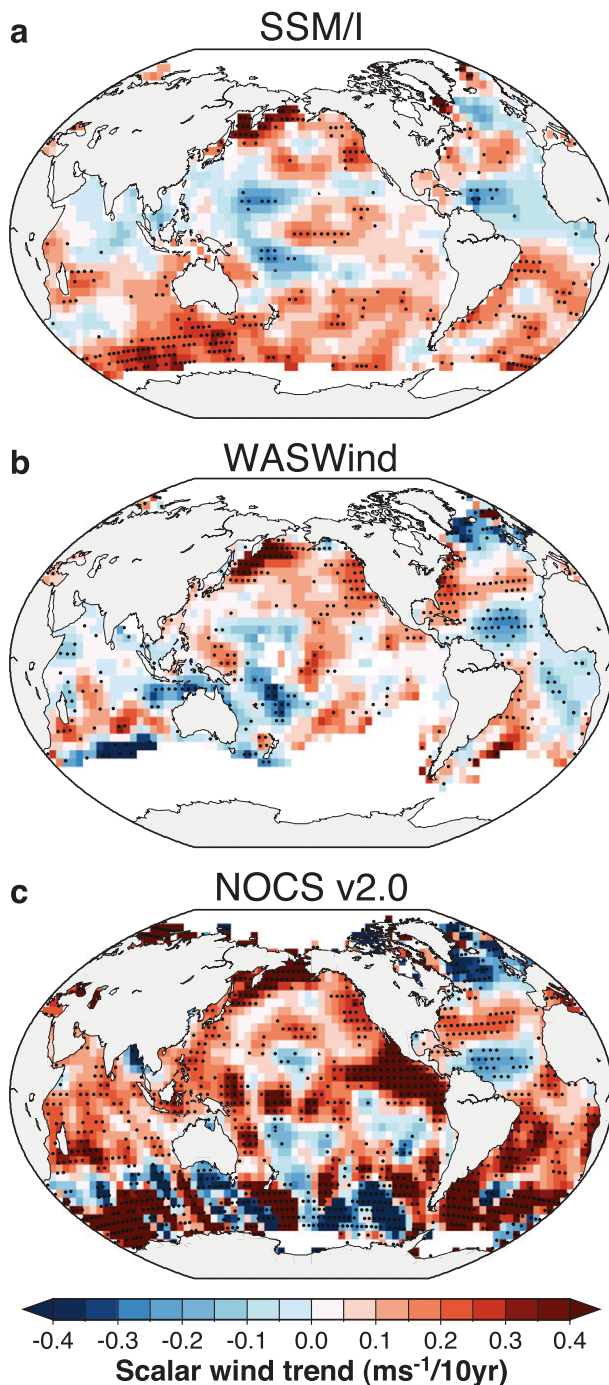 a
SSM/I
b
WASWind
c
NOCS v2.0
-0.4 -0.3 -0.2 -0.1 0.0 0.1 0.2 0.3 0.4
Scalar wind trend (ms⁻¹/10yr)